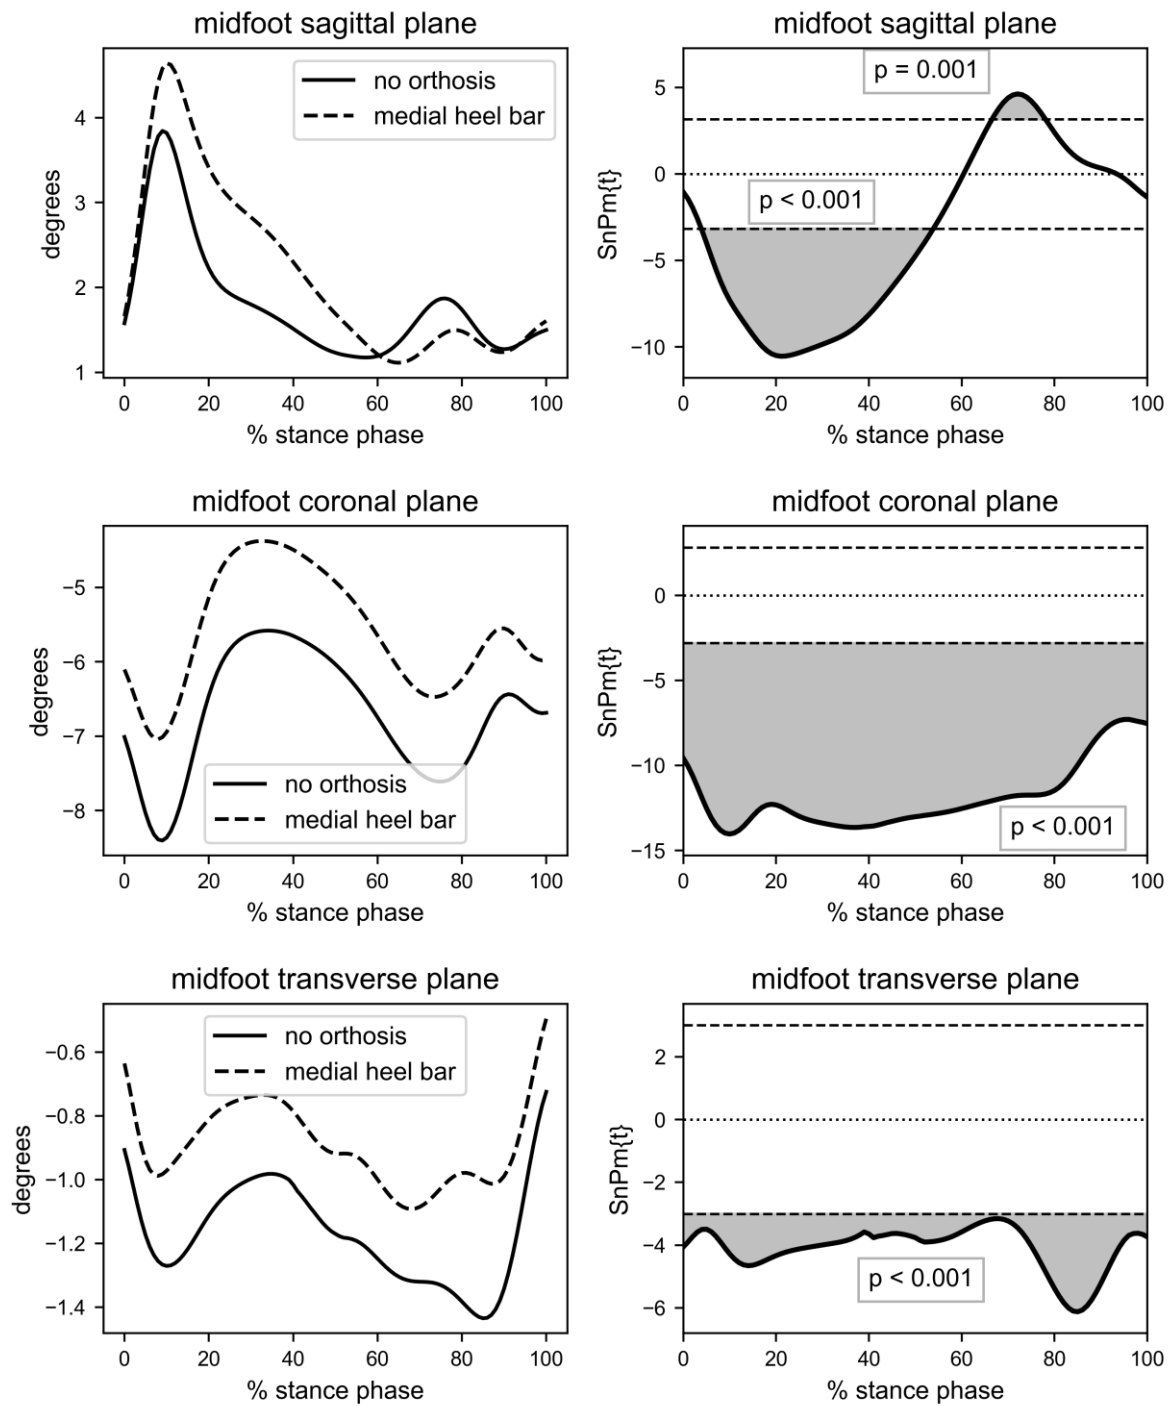 midfoot sagittal plane
degrees
4
3
2
1
no orthosis
medial heel bar
0 20 40 60 80 100
% stance phase
midfoot sagittal plane
SnPm{t}
5
0
−5
−10
p = 0.001
p < 0.001
0 20 40 60 80 100
% stance phase
midfoot coronal plane
degrees
−5
−6
−7
−8
no orthosis
medial heel bar
0 20 40 60 80 100
% stance phase
midfoot coronal plane
SnPm{t}
0
−5
−10
−15
p < 0.001
0 20 40 60 80 100
% stance phase
midfoot transverse plane
degrees
−0.6
−0.8
−1.0
−1.2
−1.4
no orthosis
medial heel bar
0 20 40 60 80 100
% stance phase
midfoot transverse plane
SnPm{t}
2
0
−2
−4
−6
p < 0.001
0 20 40 60 80 100
% stance phase